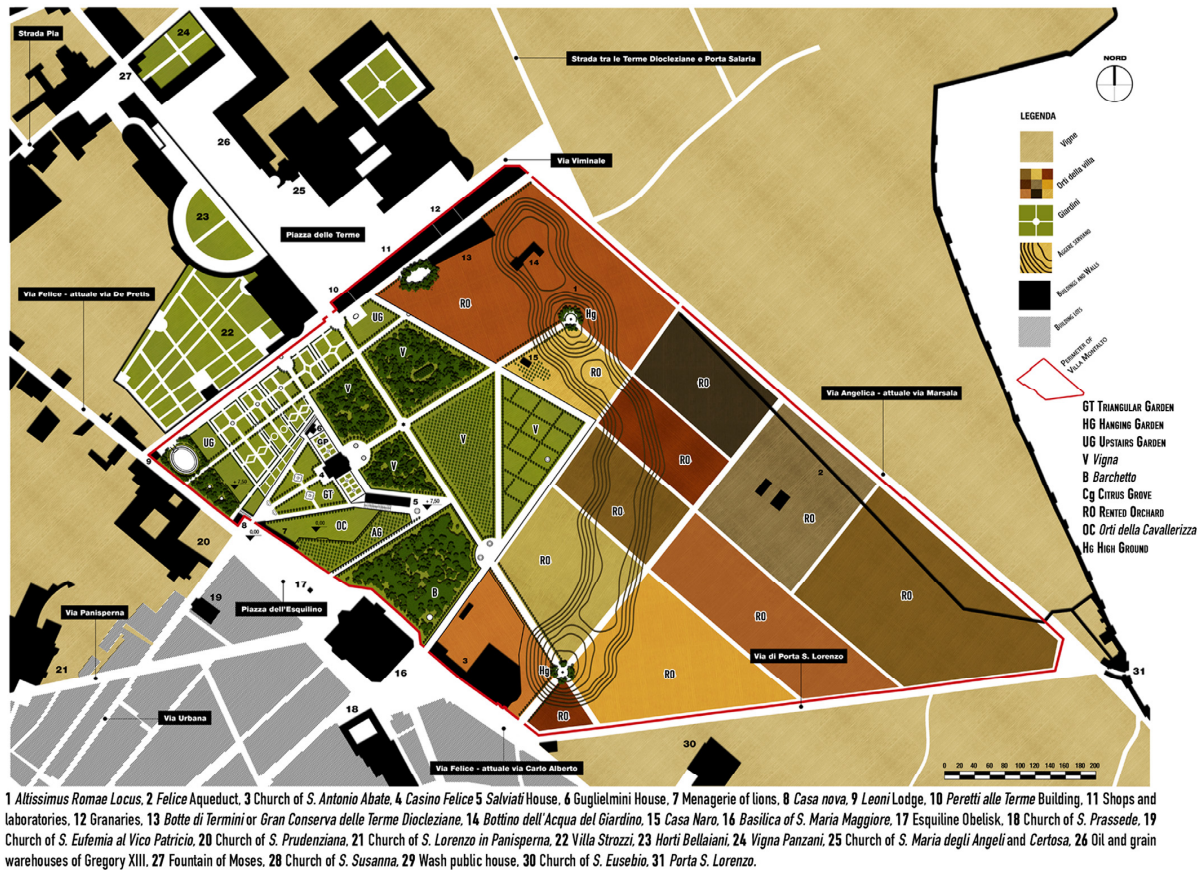 Strada Pia
24
27
Strada tra le Terme Diocleziane e Porta Salaria
NORD
LEGENDA
Vigne
Orti della villa
Giardini
Aggere serviano
Buildings and Walls
Building lots
Perimeter of
Villa Montalto
GT Triangular Garden
HG Hanging Garden
UG Upstairs Garden
V Vigna
B Barchetto
Cg Citrus Grove
RO Rented Orchard
OC Orti della Cavallerizza
Hg High Ground
26
25
Via Viminale
23
Piazza delle Terme
12
11
13
14
10
1
Via Felice - attuale via De Pretis
22
RO
Hg
UG
V
15
RO
RO
V
Via Angelica - attuale via Marsala
6
GP
UG
V
V
9
RO
2
+ 7,50
V
GT
5
+ 7,50
RO
RO
8
0,00
7
0,00
OC
AG
20
RO
17
B
RO
19
Piazza dell'Esquilino
Via Panisperna
RO
Via di Porta S. Lorenzo
21
16
3
Hg
RO
31
Via Urbana
18
RO
30
Via Felice - attuale via Carlo Alberto
0 20 40 60 80 100 120 140 160 180 200
1 Altissimus Romae Locus, 2 Felice Aqueduct, 3 Church of S. Antonio Abate, 4 Casino Felice 5 Salviati House, 6 Guglielmini House, 7 Menagerie of lions, 8 Casa nova, 9 Leoni Lodge, 10 Peretti alle Terme Building, 11 Shops and
laboratories, 12 Granaries, 13 Botte di Termini or Gran Conserva delle Terme Diocleziane, 14 Bottino dell'Acqua del Giardino, 15 Casa Naro, 16 Basilica of S. Maria Maggiore, 17 Esquiline Obelisk, 18 Church of S. Prassede, 19
Church of S. Eufemia al Vico Patricio, 20 Church of S. Prudenziana, 21 Church of S. Lorenzo in Panisperna, 22 Villa Strozzi, 23 Horti Bellaiani, 24 Vigna Panzani, 25 Church of S. Maria degli Angeli and Certosa, 26 Oil and grain
warehouses of Gregory XIII, 27 Fountain of Moses, 28 Church of S. Susanna, 29 Wash public house, 30 Church of S. Eusebio, 31 Porta S. Lorenzo.